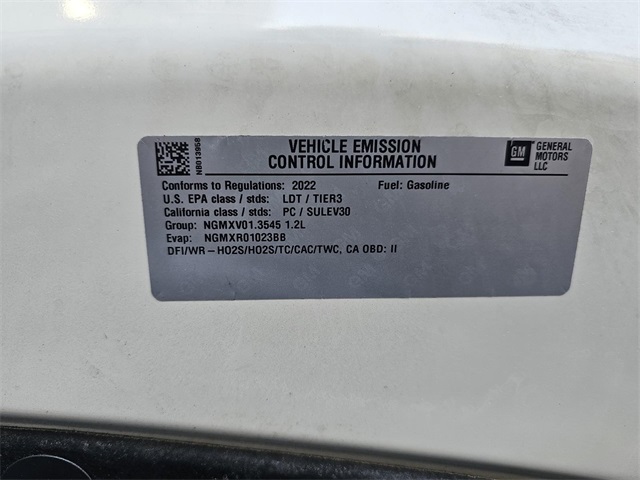 NB013958
VEHICLE EMISSION
CONTROL INFORMATION
GM
GENERAL
MOTORS
LLC
Conforms to Regulations: 2022 Fuel: Gasoline
U.S. EPA class / stds: LDT / TIER3
California class / stds: PC / SULEV30
Group: NGMXV01.3545 1.2L
Evap: NGMXR01023BB
DFI/WR – HO2S/HO2S/TC/CAC/TWC, CA OBD: II